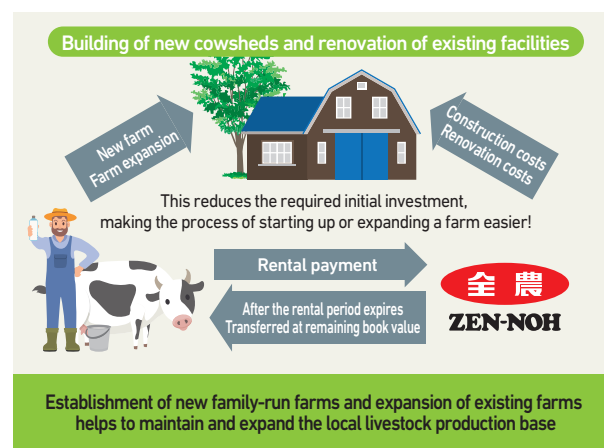 Building of new cowsheds and renovation of existing facilities
New farm
Farm expansion
Construction costs
Renovation costs
This reduces the required initial investment,
making the process of starting up or expanding a farm easier!
Rental payment
After the rental period expires
Transferred at remaining book value
全農
ZEN-NOH
Establishment of new family-run farms and expansion of existing farms
helps to maintain and expand the local livestock production base